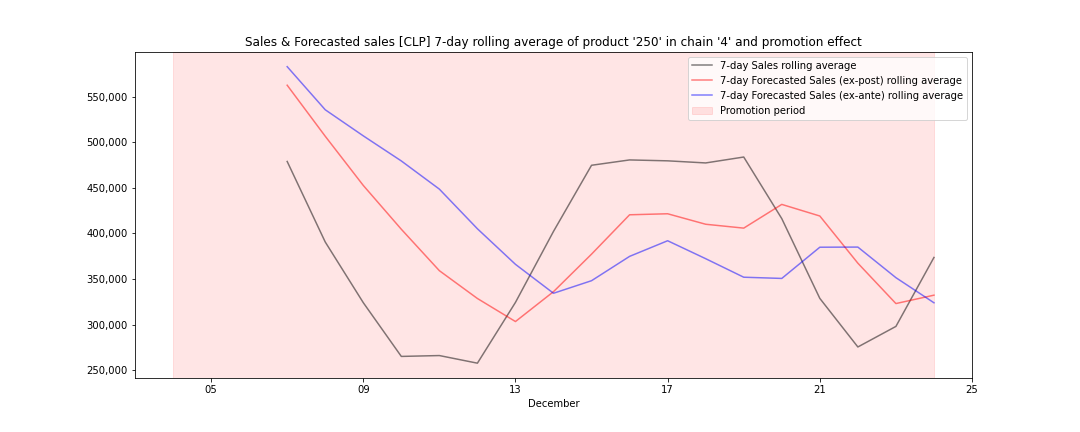 Sales & Forecasted sales [CLP] 7-day rolling average of product '250' in chain '4' and promotion effect
7-day Sales rolling average
7-day Forecasted Sales (ex-post) rolling average
7-day Forecasted Sales (ex-ante) rolling average
Promotion period
550,000
500,000
450,000
400,000
350,000
300,000
250,000
05 09 13 17 21 25
December